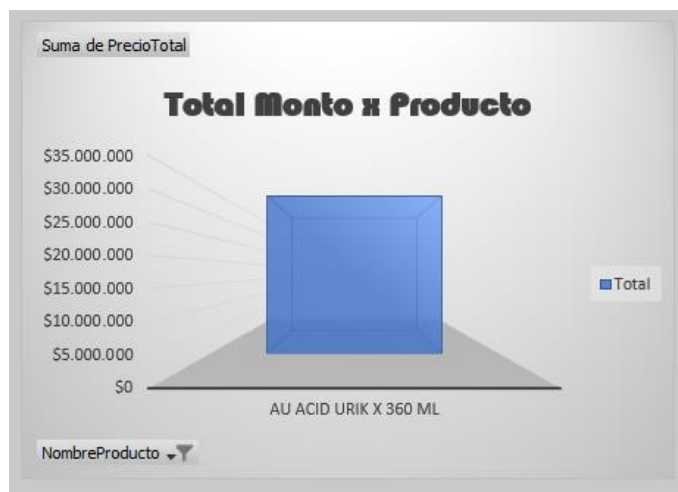 Suma de PrecioTotal
Total Monto x Producto
$35.000.000
$30.000.000
$25.000.000
$20.000.000
$15.000.000
$10.000.000
$5.000.000
$0
Total
AU ACID URIK X 360 ML
NombreProducto